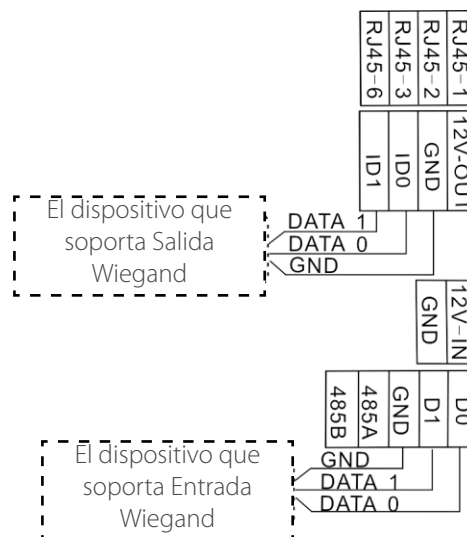 RJ45-6
RJ45-3
RJ45-2
RJ45-1
ID1
ID0
GND
12V-OUT
El dispositivo que
soporta Salida
Wiegand
DATA 1
DATA 0
GND
GND
12V-IN
485B
485A
GND
D1
D0
El dispositivo que
soporta Entrada
Wiegand
GND
DATA 1
DATA 0